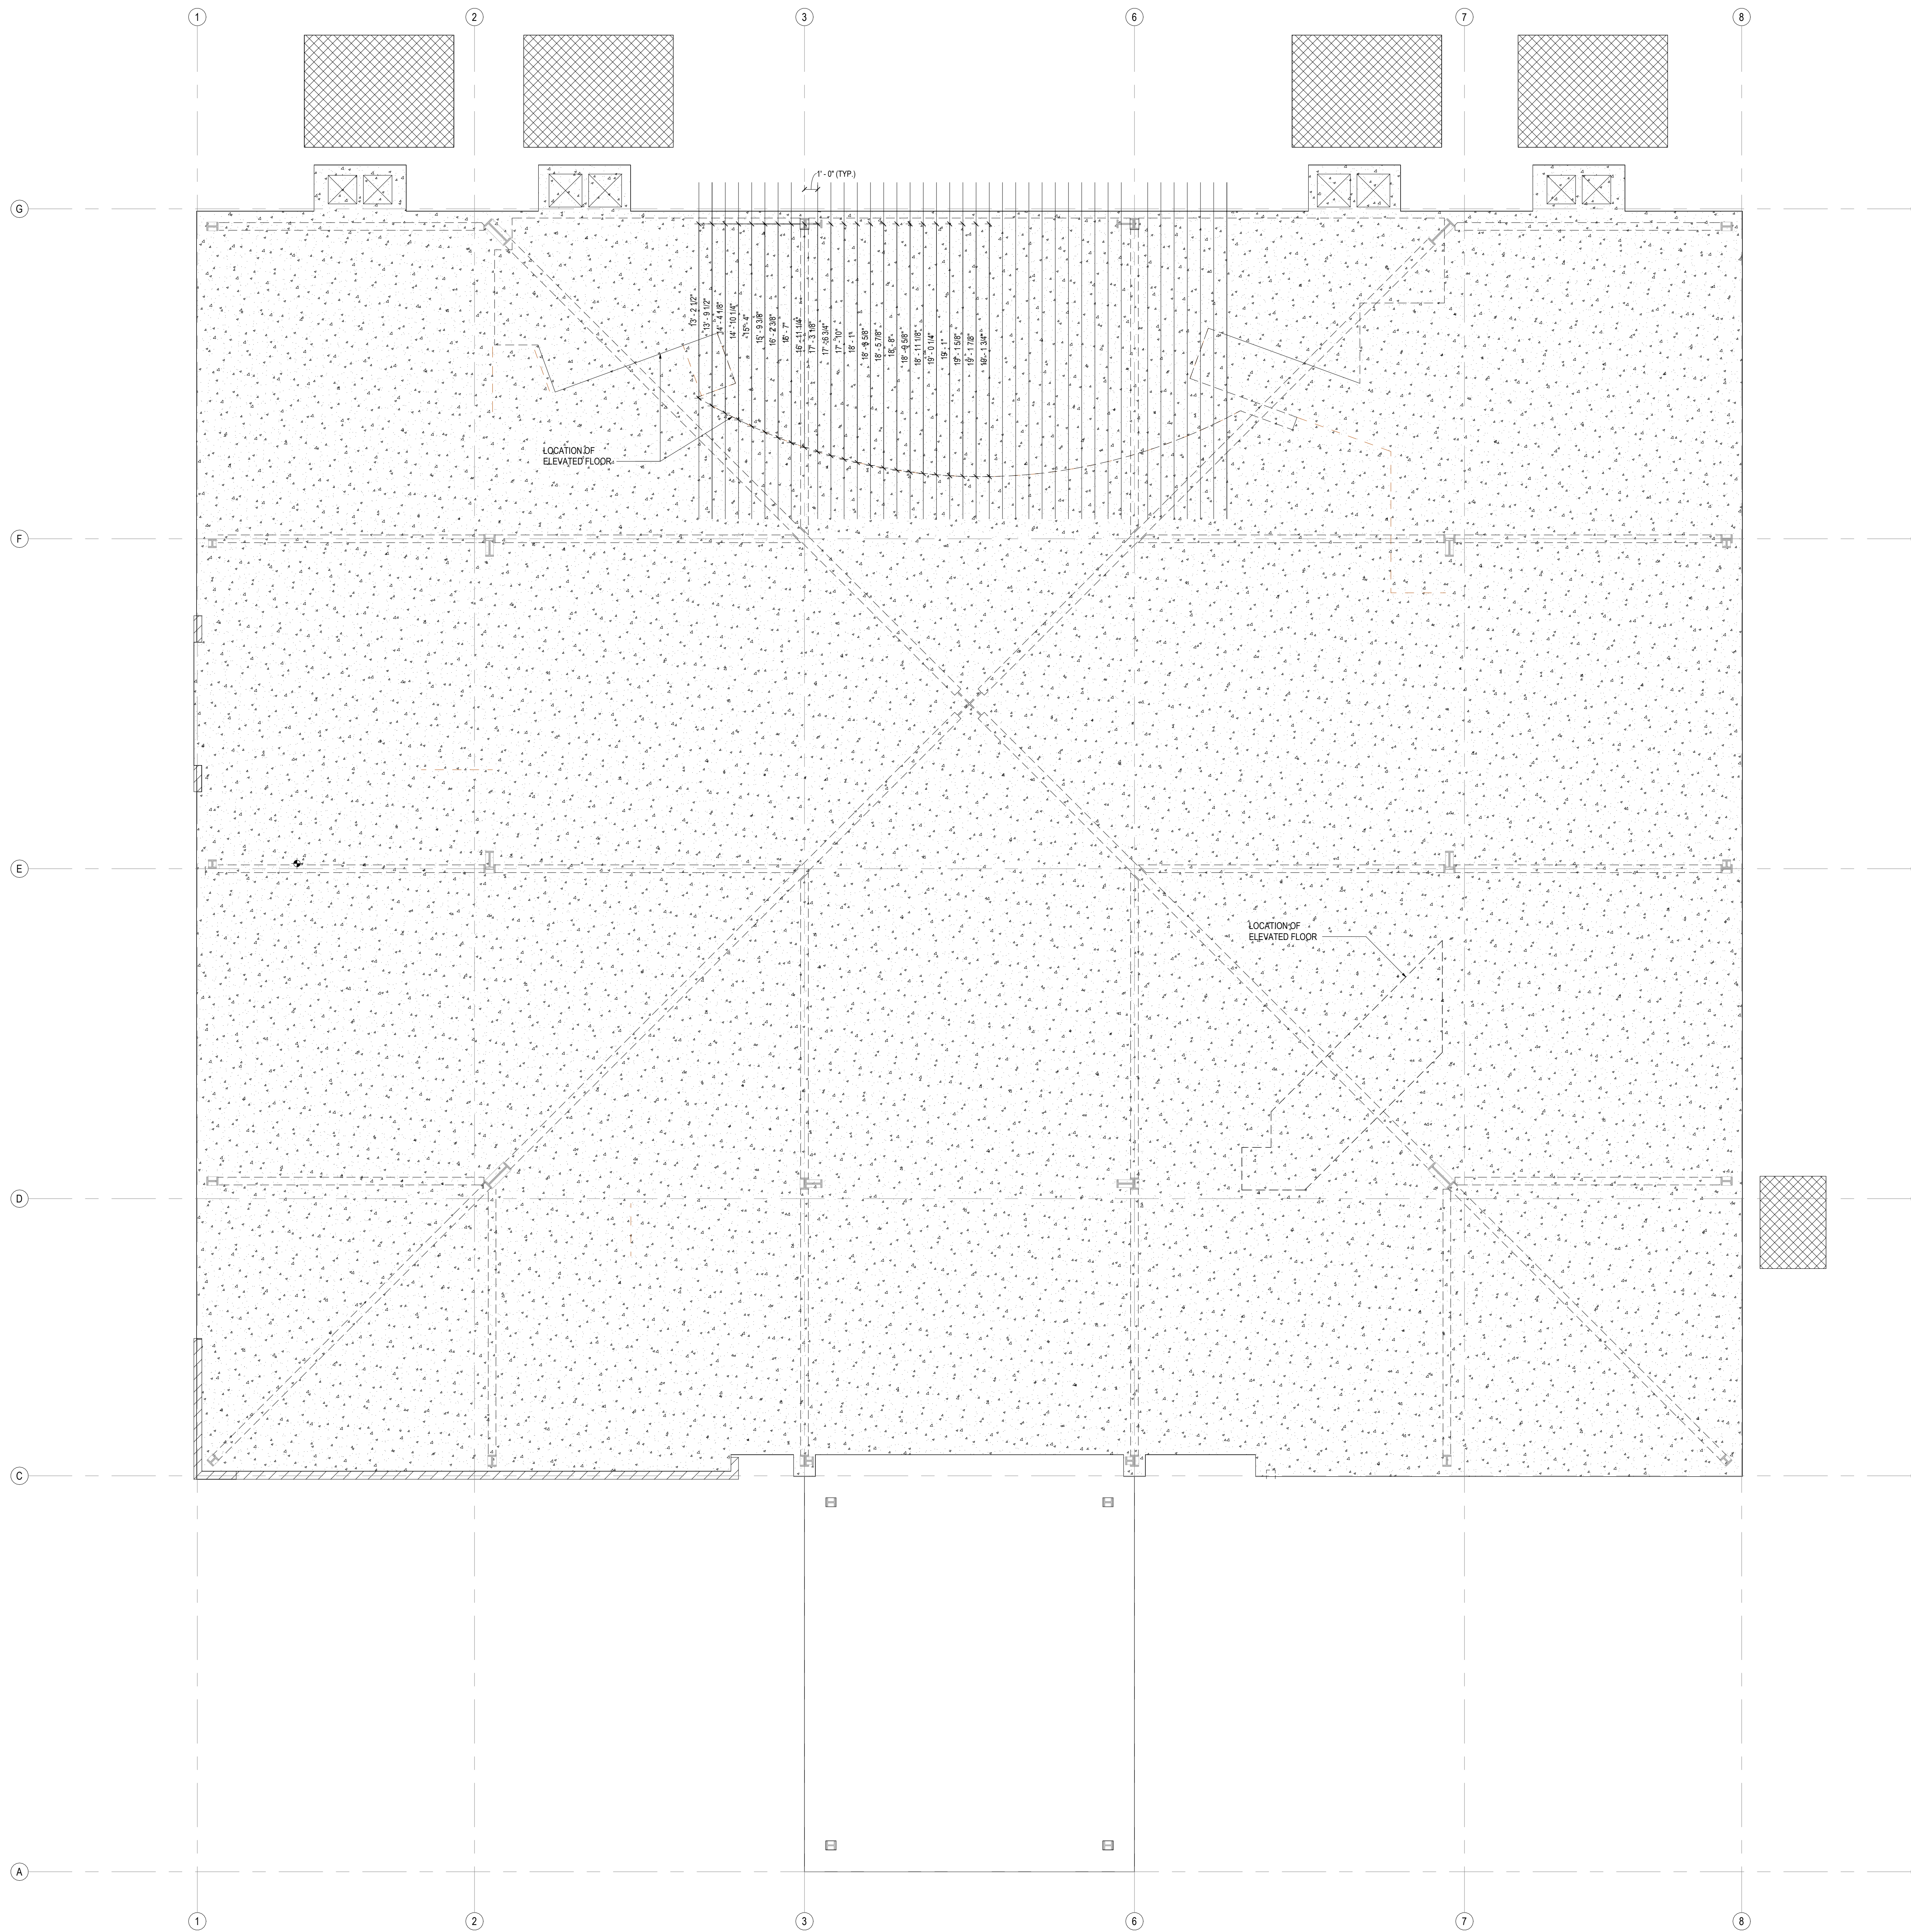 1
2
3
6
7
8
G
1' - 0" (TYP.)
13' - 2 1/2"
13' - 9 1/2"
14' - 4 1/8"
14' - 10 1/4"
15' - 4"
15' - 9 3/8"
16' - 2 3/8"
16' - 7"
16' - 11 1/4"
17' - 3 1/8"
17' - 6 3/4"
17' - 10"
18' - 1"
18' - 5 7/8"
18' - 8"
18' - 9 5/8"
18' - 11 1/8"
19' - 0 1/4"
19' - 1"
19' - 1 5/8"
19' - 1 7/8"
19' - 1 3/4"
LOCATION OF
ELEVATED FLOOR
F
E
LOCATION OF
ELEVATED FLOOR
D
C
A
1
2
3
6
7
8